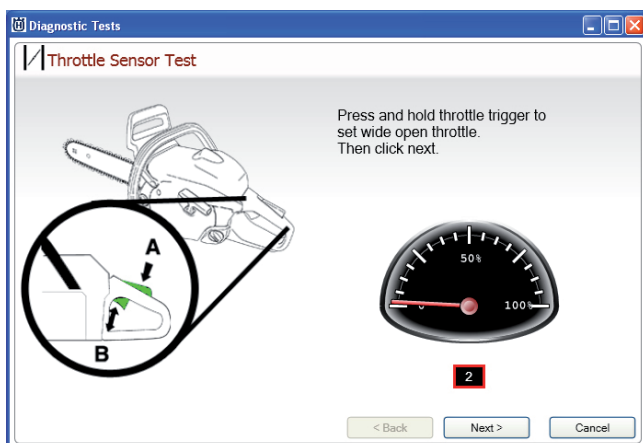 Diagnostic Tests
Throttle Sensor Test
Press and hold throttle trigger to
set wide open throttle.
Then click next.
A
B
50%
0
100%
2
< Back
Next >
Cancel